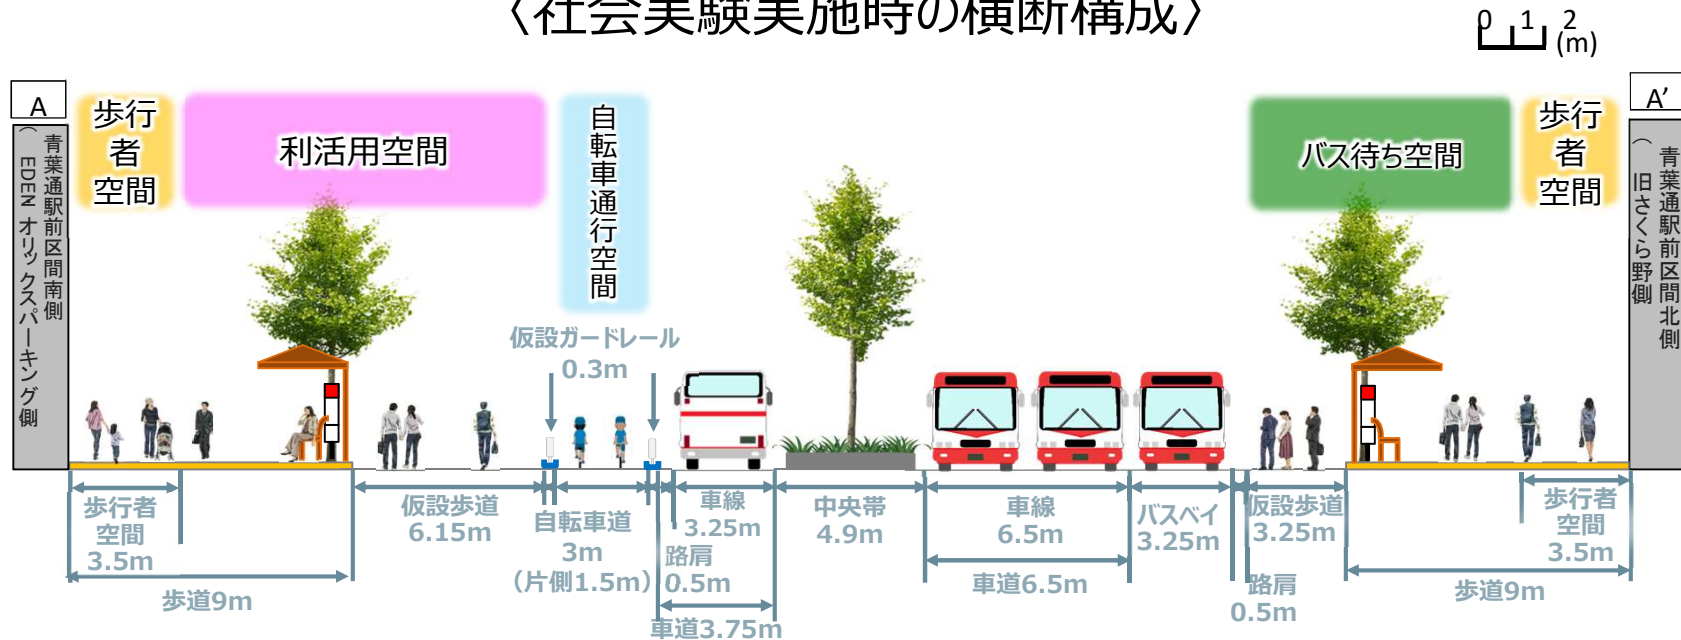 〈社会実験実施時の横断構成〉
0 1 2
(m)
A
青葉通駅前区間南側
(EDEN オリックスパーキング側
歩行
者
空間
利活用空間
自転車通行空間
バス待ち空間
歩行
者
空間
A’
青葉通駅前区間北側
(旧さくら野側
仮設ガードレール
0.3m
歩行者
空間
3.5m
歩道9m
仮設歩道
6.15m
自転車道
3m
(片側1.5m)
路肩
0.5m
車線
3.25m
車道3.75m
中央帯
4.9m
車線
6.5m
車道6.5m
バスベイ
3.25m
路肩
0.5m
仮設歩道
3.25m
歩行者
空間
3.5m
歩道9m